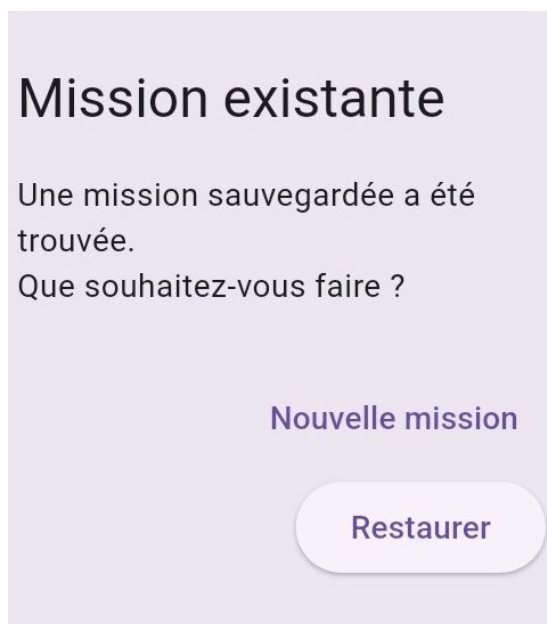 Mission existante
Une mission sauvegardée a été
trouvée.
Que souhaitez-vous faire ?
Nouvelle mission
Restaurer